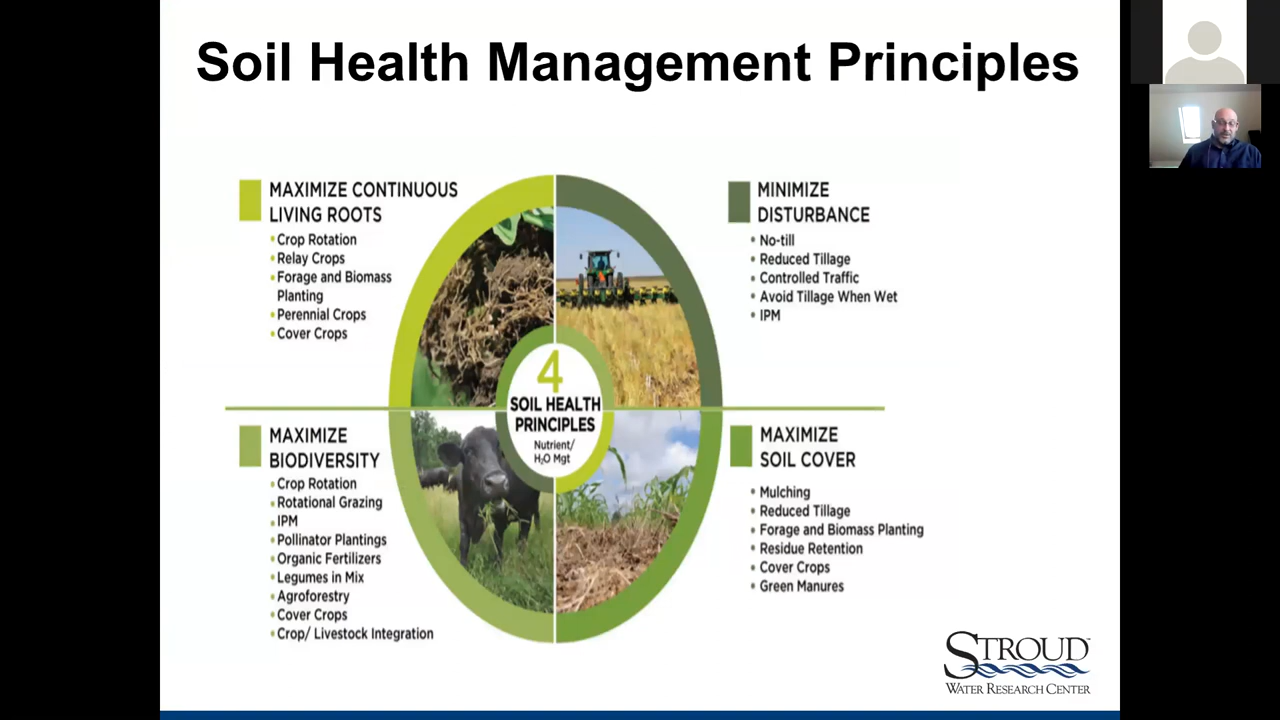 Soil Health Management Principles
MAXIMIZE CONTINUOUS
LIVING ROOTS
• Crop Rotation
• Relay Crops
• Forage and Biomass
Planting
• Perennial Crops
• Cover Crops
MINIMIZE
DISTURBANCE
• No-till
• Reduced Tillage
• Controlled Traffic
• Avoid Tillage When Wet
• IPM
4
SOIL HEALTH
PRINCIPLES
Nutrient/
H₂O Mgt
MAXIMIZE
BIODIVERSITY
• Crop Rotation
• Rotational Grazing
• IPM
• Pollinator Plantings
• Organic Fertilizers
• Legumes in Mix
• Agroforestry
• Cover Crops
• Crop/ Livestock Integration
MAXIMIZE
SOIL COVER
• Mulching
• Reduced Tillage
• Forage and Biomass Planting
• Residue Retention
• Cover Crops
• Green Manures
STROUD™
WATER RESEARCH CENTER